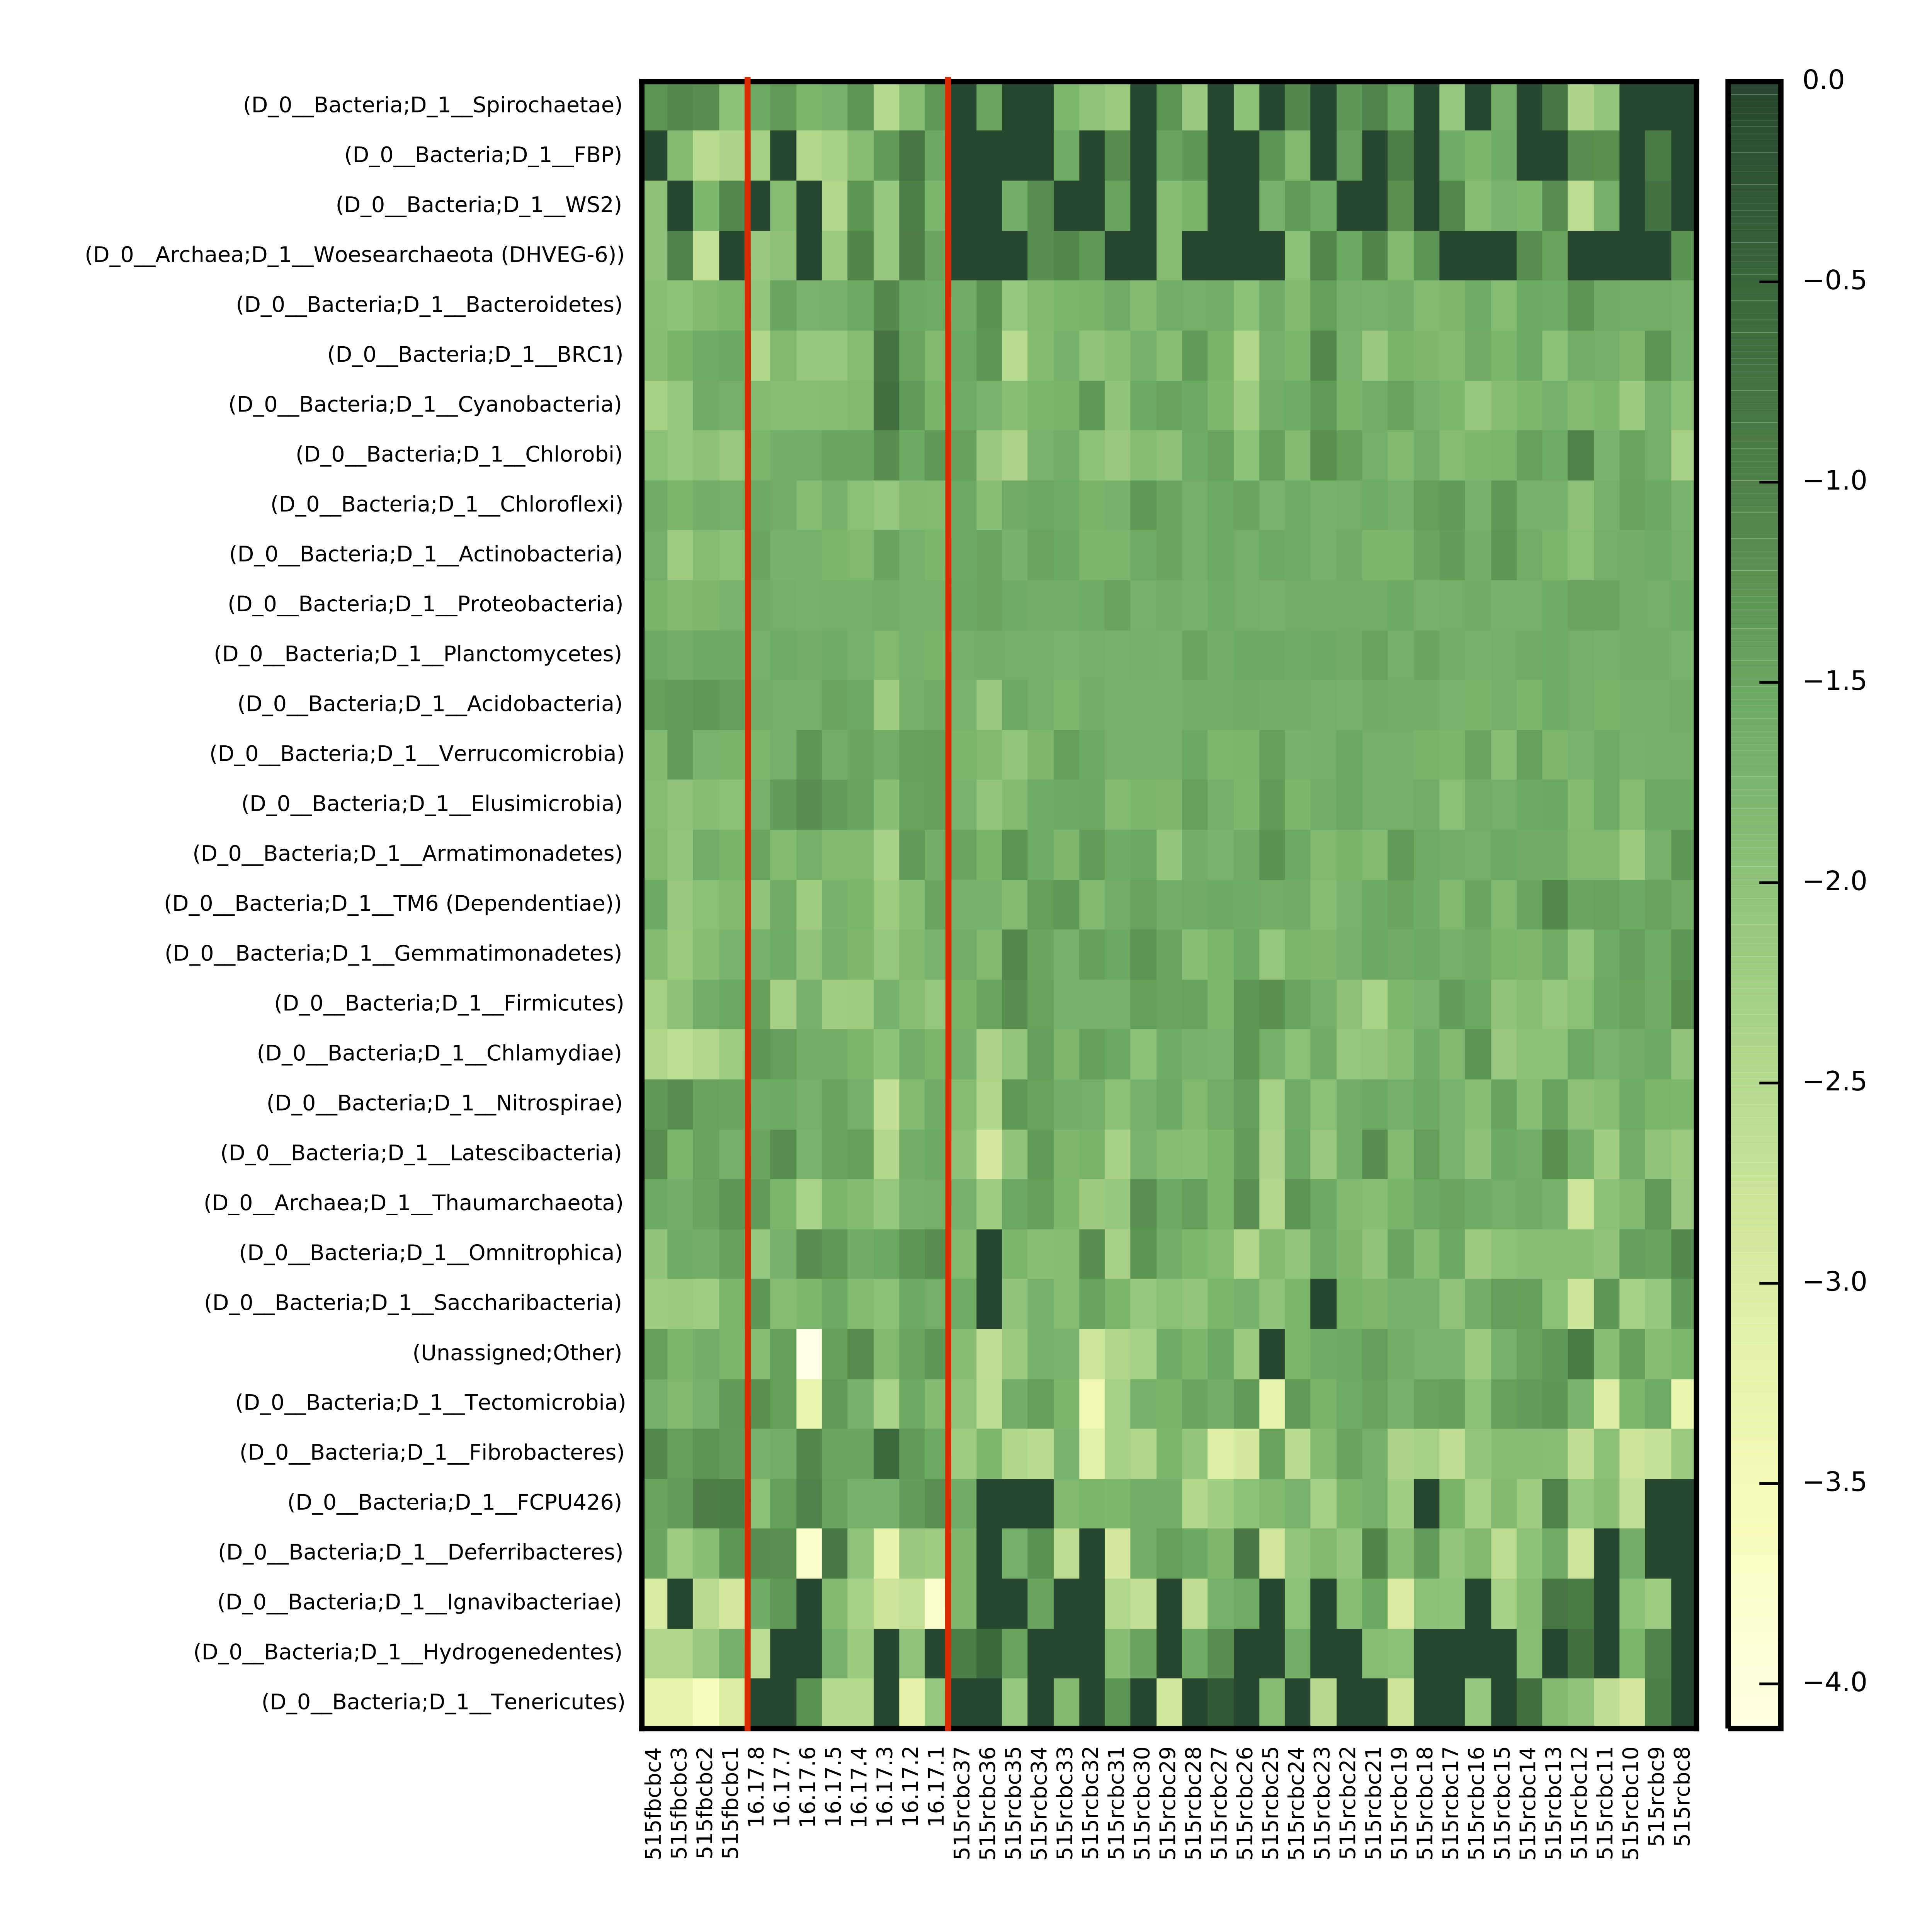 (D_0__Bacteria;D_1__Spirochaetae)
(D_0__Bacteria;D_1__FBP)
(D_0__Bacteria;D_1__WS2)
(D_0__Archaea;D_1__Woesearchaeota (DHVEG-6))
(D_0__Bacteria;D_1__Bacteroidetes)
(D_0__Bacteria;D_1__BRC1)
(D_0__Bacteria;D_1__Cyanobacteria)
(D_0__Bacteria;D_1__Chlorobi)
(D_0__Bacteria;D_1__Chloroflexi)
(D_0__Bacteria;D_1__Actinobacteria)
(D_0__Bacteria;D_1__Proteobacteria)
(D_0__Bacteria;D_1__Planctomycetes)
(D_0__Bacteria;D_1__Acidobacteria)
(D_0__Bacteria;D_1__Verrucomicrobia)
(D_0__Bacteria;D_1__Elusimicrobia)
(D_0__Bacteria;D_1__Armatimonadetes)
(D_0__Bacteria;D_1__TM6 (Dependentiae))
(D_0__Bacteria;D_1__Gemmatimonadetes)
(D_0__Bacteria;D_1__Firmicutes)
(D_0__Bacteria;D_1__Chlamydiae)
(D_0__Bacteria;D_1__Nitrospirae)
(D_0__Bacteria;D_1__Latescibacteria)
(D_0__Archaea;D_1__Thaumarchaeota)
(D_0__Bacteria;D_1__Omnitrophica)
(D_0__Bacteria;D_1__Saccharibacteria)
(Unassigned;Other)
(D_0__Bacteria;D_1__Tectomicrobia)
(D_0__Bacteria;D_1__Fibrobacteres)
(D_0__Bacteria;D_1__FCPU426)
(D_0__Bacteria;D_1__Deferribacteres)
(D_0__Bacteria;D_1__Ignavibacteriae)
(D_0__Bacteria;D_1__Hydrogenedentes)
(D_0__Bacteria;D_1__Tenericutes)
515fbcbc4
515fbcbc3
515fbcbc2
515fbcbc1
16.17.8
16.17.7
16.17.6
16.17.5
16.17.4
16.17.3
16.17.2
16.17.1
515rcbc37
515rcbc36
515rcbc35
515rcbc34
515rcbc33
515rcbc32
515rcbc31
515rcbc30
515rcbc29
515rcbc28
515rcbc27
515rcbc26
515rcbc25
515rcbc24
515rcbc23
515rcbc22
515rcbc21
515rcbc19
515rcbc18
515rcbc17
515rcbc16
515rcbc15
515rcbc14
515rcbc13
515rcbc12
515rcbc11
515rcbc10
515rcbc9
515rcbc8
0.0
−0.5
−1.0
−1.5
−2.0
−2.5
−3.0
−3.5
−4.0